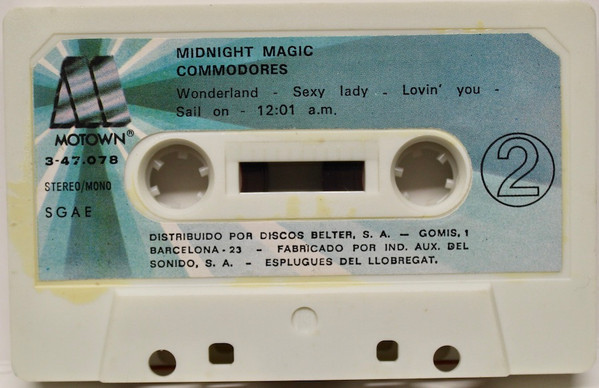 MIDNIGHT MAGIC
COMMODORES
Wonderland - Sexy lady - Lovin' you -
Sail on - 12:01 a.m.
MOTOWN®
3-47.078
STEREO/MONO
SGAE
2
DISTRIBUIDO POR DISCOS BELTER, S. A. — GOMIS, 1
BARCELONA - 23 - FABRICADO POR IND. AUX. DEL
SONIDO, S. A. - ESPLUGUES DEL LLOBREGAT.